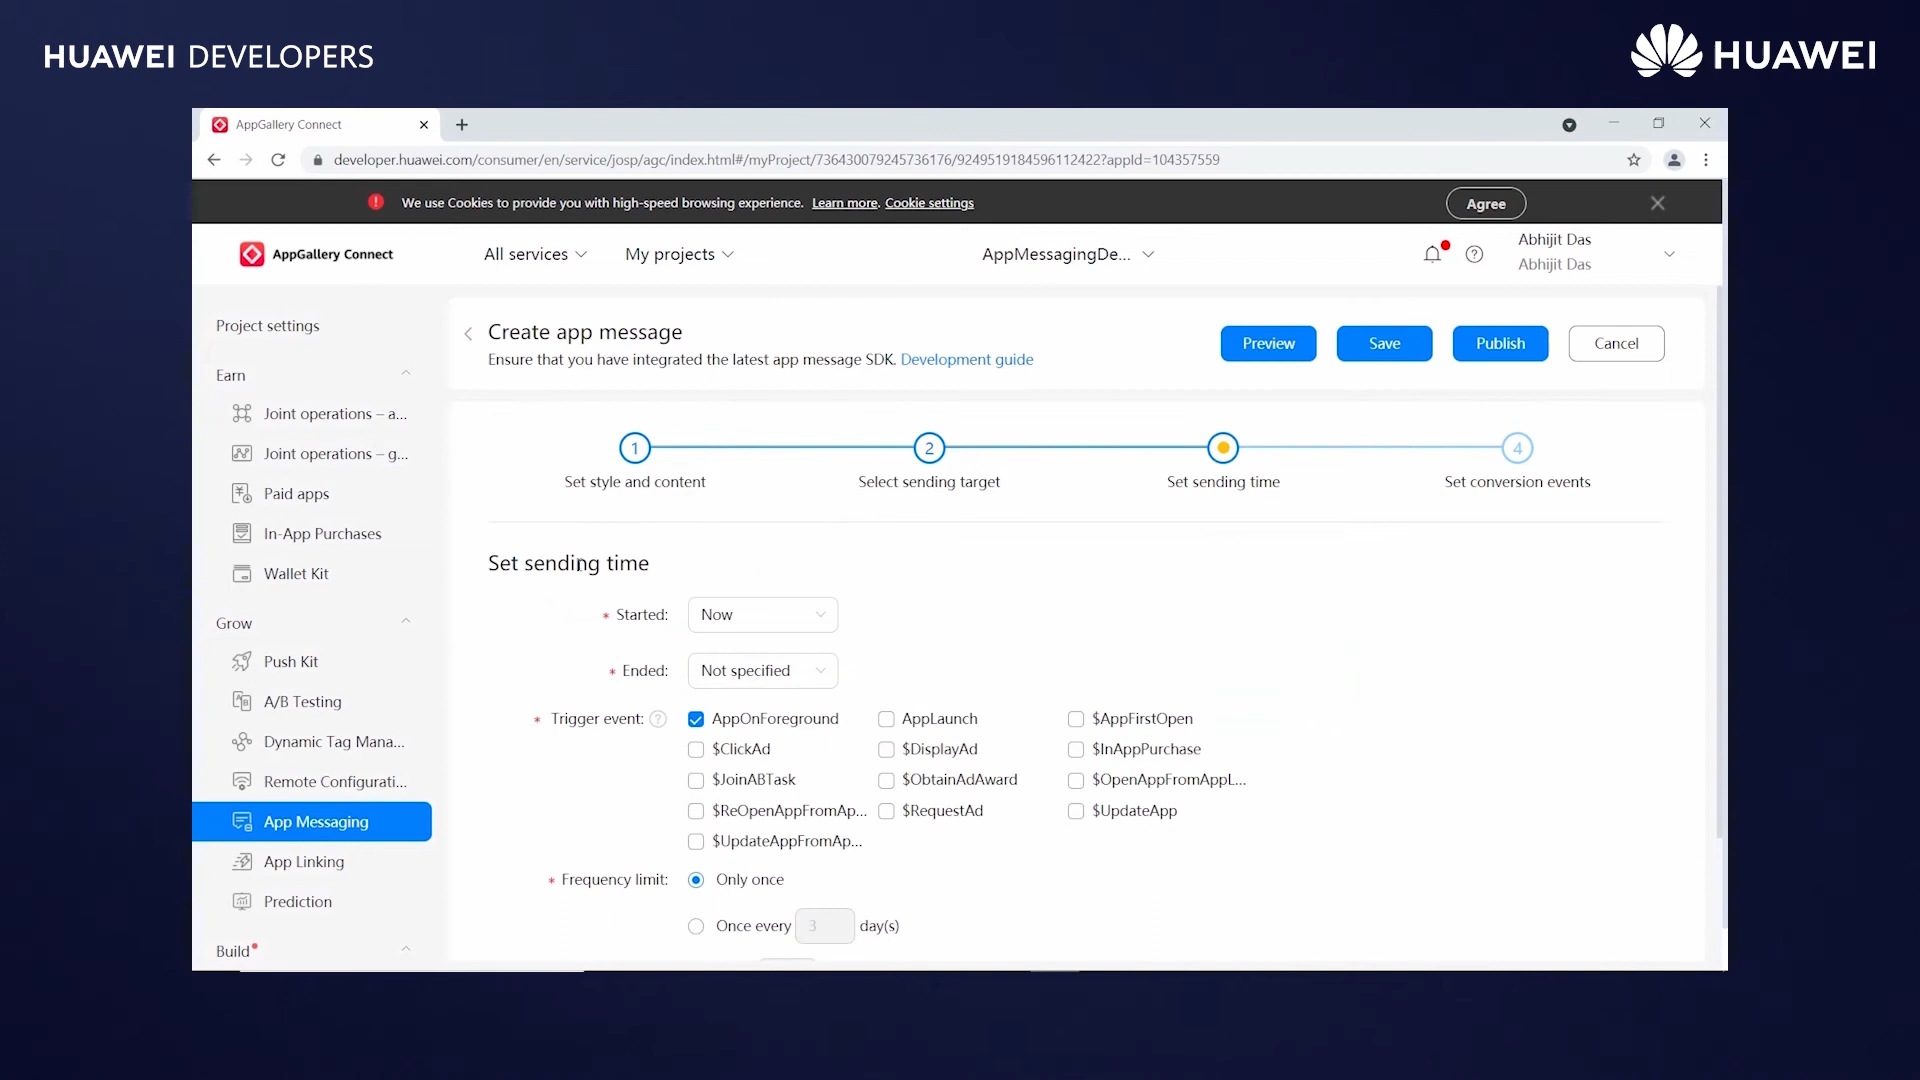 HUAWEI DEVELOPERS
HUAWEI
AppGallery Connect
developer.huawei.com/consumer/en/service/josp/agc/index.html#/myProject/736430079245736176/9249519184596112422?appId=104357559
We use Cookies to provide you with high-speed browsing experience. Learn more. Cookie settings
Agree
AppGallery Connect
All services
My projects
AppMessagingDe...
Abhijit Das
Abhijit Das
Project settings
Earn
Joint operations – a...
Joint operations – g...
Paid apps
In-App Purchases
Wallet Kit
Grow
Push Kit
A/B Testing
Dynamic Tag Mana...
Remote Configurati...
App Messaging
App Linking
Prediction
Build
Create app message
Ensure that you have integrated the latest app message SDK. Development guide
Preview
Save
Publish
Cancel
1
2
4
Set style and content
Select sending target
Set sending time
Set conversion events
Set sending time
* Started: Now
* Ended: Not specified
* Trigger event: ? AppOnForeground AppLaunch $AppFirstOpen
$ClickAd $DisplayAd $InAppPurchase
$JoinABTask $ObtainAdAward $OpenAppFromAppL...
$ReOpenAppFromAp... $RequestAd $UpdateApp
$UpdateAppFromAp...
* Frequency limit: Only once
Once every 3 day(s)